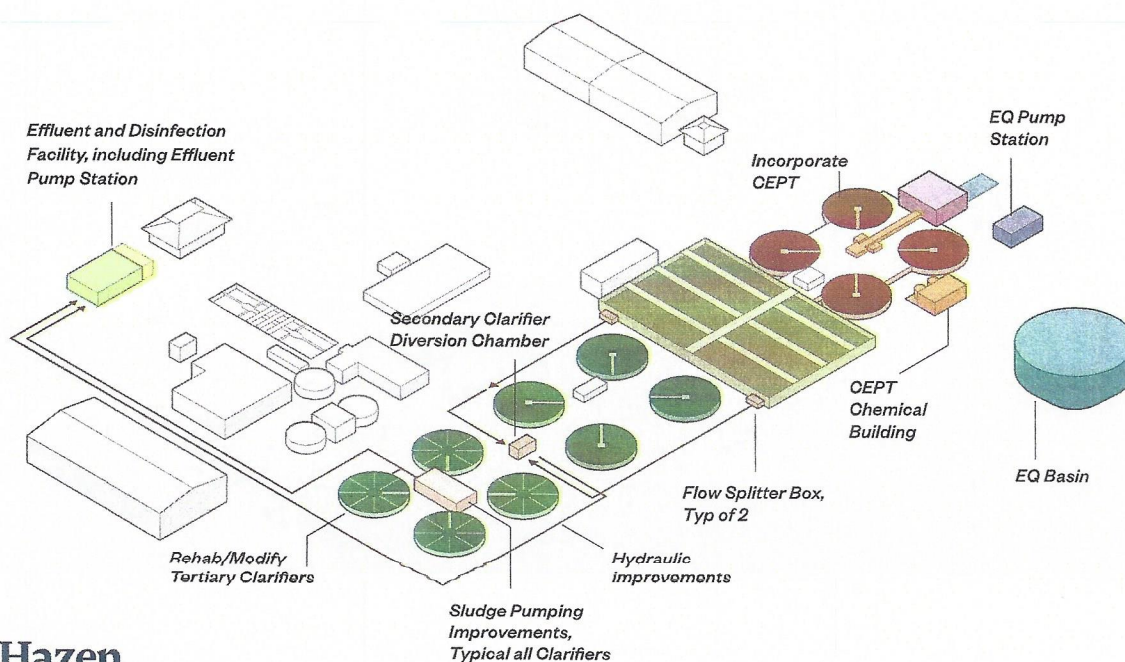 Effluent and Disinfection
Facility, including Effluent
Pump Station
Incorporate
CEPT
EQ Pump
Station
Secondary Clarifier
Diversion Chamber
CEPT
Chemical
Building
EQ Basin
Flow Splitter Box,
Typ of 2
Rehab/Modify
Tertiary Clarifiers
Hydraulic
improvements
Sludge Pumping
Improvements,
Typical all Clarifiers
Hazen